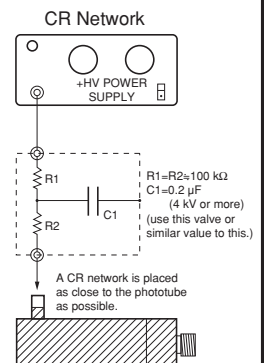 CR Network
+HV POWER
SUPPLY
R1
C1
R2
R1=R2≒100 kΩ
C1=0.2 μF
(4 kV or more)
(use this valve or
similar value to this.)
A CR network is placed
as close to the phototube
as possible.